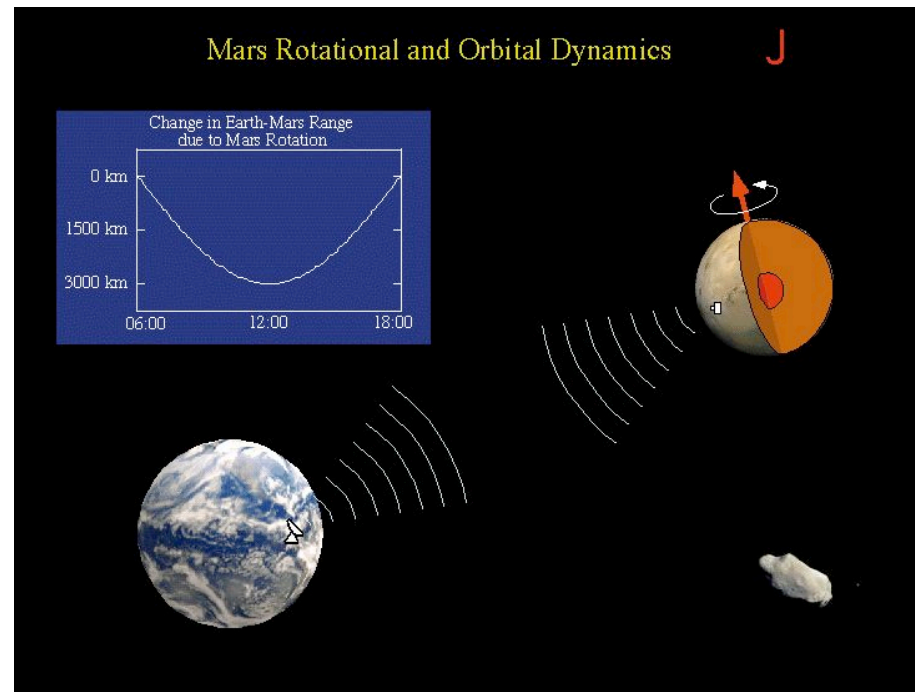 Mars Rotational and Orbital Dynamics
J
Change in Earth-Mars Range
due to Mars Rotation
0 km
1500 km
3000 km
06:00 12:00 18:00